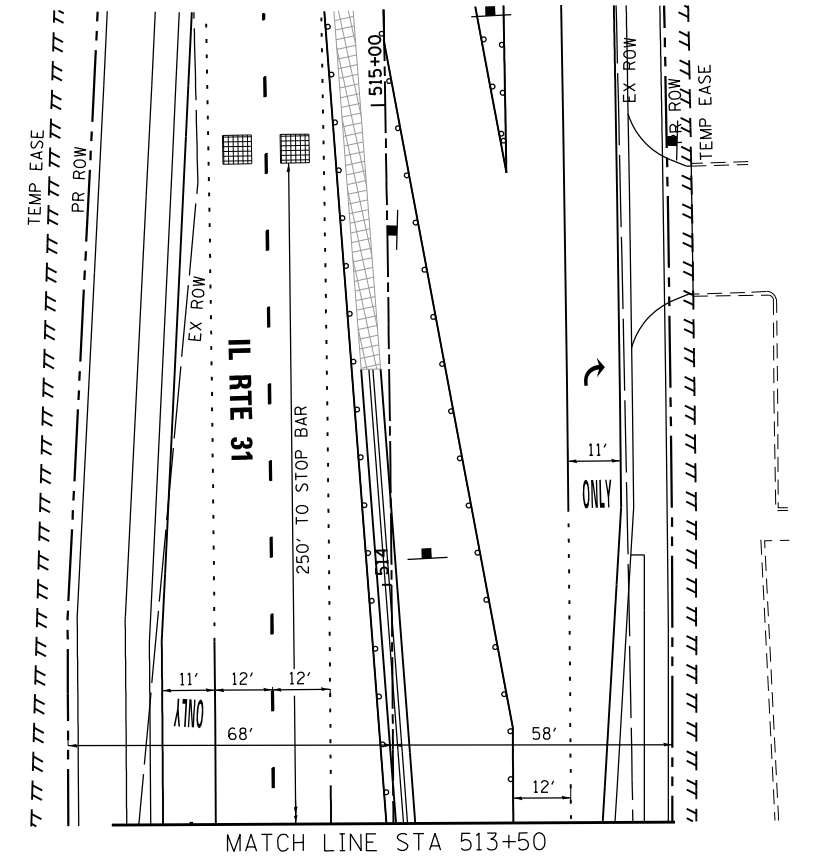 515+00
EX ROW
PR ROW
TEMP EASE
TEMP EASE
PR ROW
EX ROW
IL RTE 31
250' TO STOP BAR
11'
ONLY
514
11'
12'
12'
ONLY
68'
58'
12'
MATCH LINE STA 513+50